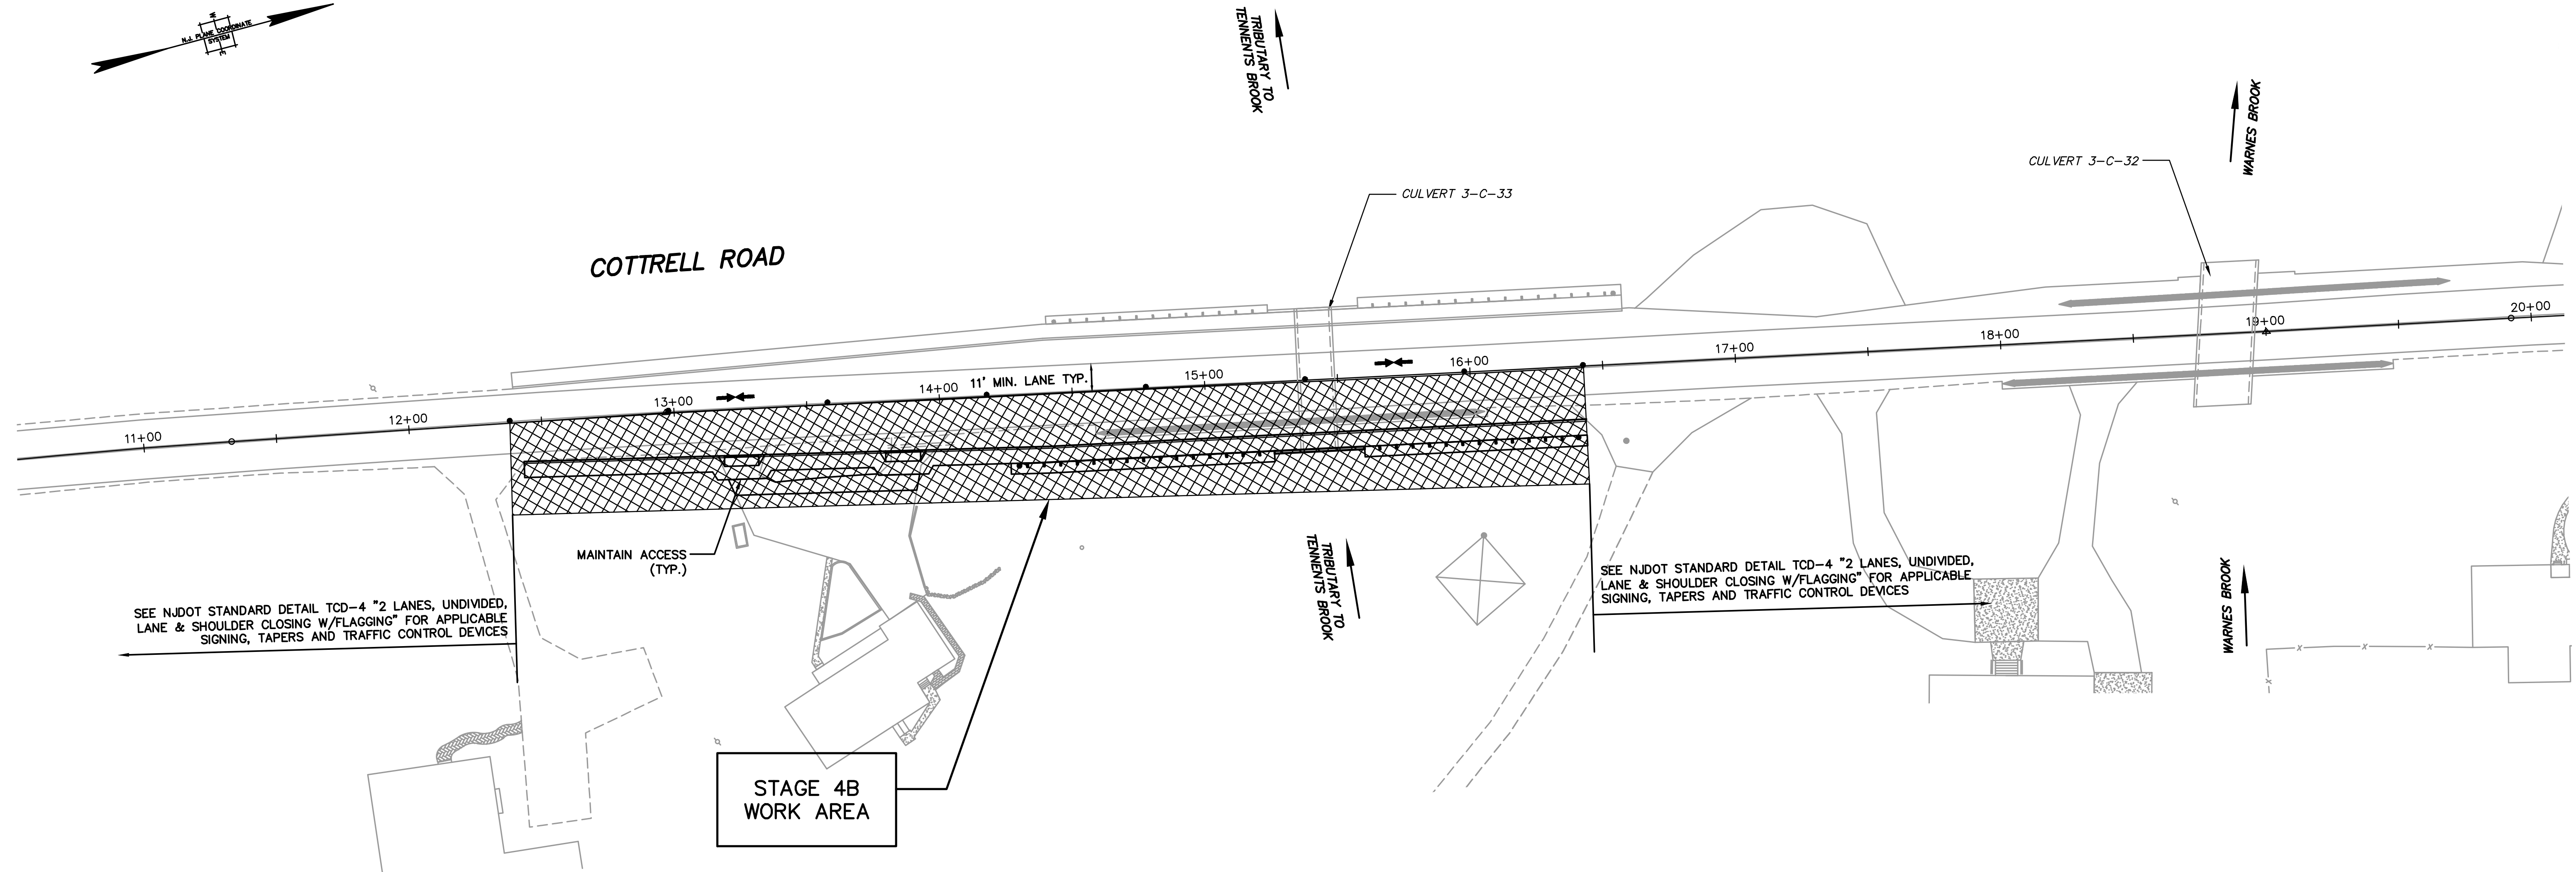 N
N.J. PLANE COORDINATE
SYSTEM
E
TRIBUTARY TO
TENNENTS BROOK
WARNES BROOK
CULVERT 3-C-32
CULVERT 3-C-33
COTTRELL ROAD
11+00
12+00
13+00
14+00
11' MIN. LANE TYP.
15+00
16+00
17+00
18+00
19+00
20+00
MAINTAIN ACCESS
(TYP.)
TRIBUTARY TO
TENNENTS BROOK
WARNES BROOK
SEE NJDOT STANDARD DETAIL TCD-4 "2 LANES, UNDIVIDED,
LANE & SHOULDER CLOSING W/FLAGGING" FOR APPLICABLE
SIGNING, TAPERS AND TRAFFIC CONTROL DEVICES
SEE NJDOT STANDARD DETAIL TCD-4 "2 LANES, UNDIVIDED,
LANE & SHOULDER CLOSING W/FLAGGING" FOR APPLICABLE
SIGNING, TAPERS AND TRAFFIC CONTROL DEVICES
X X X
X
STAGE 4B
WORK AREA